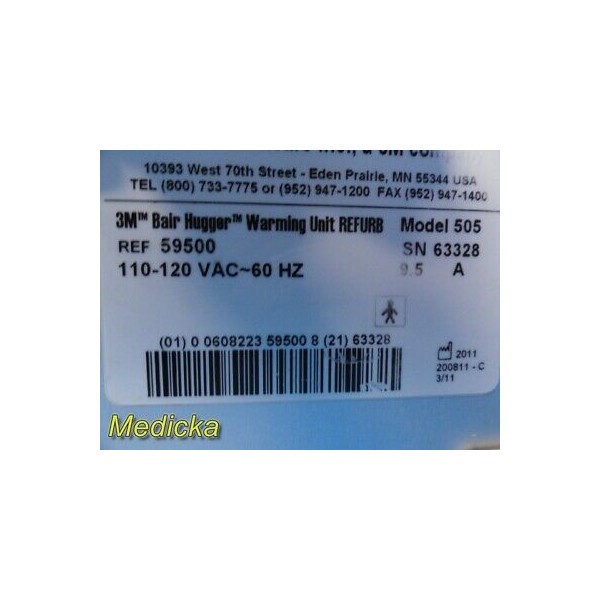 10393 West 70th Street - Eden Prairie, MN 55344 USA
TEL (800) 733-7775 or (952) 947-1200 FAX (952) 947-1400
3M™ Bair Hugger™ Warming Unit REFURB Model 505
REF 59500 SN 63328
110-120 VAC~60 HZ 9.5 A
(01) 0 0608223 59500 8 (21) 63328
2011
200811 - C
3/11
Medicka